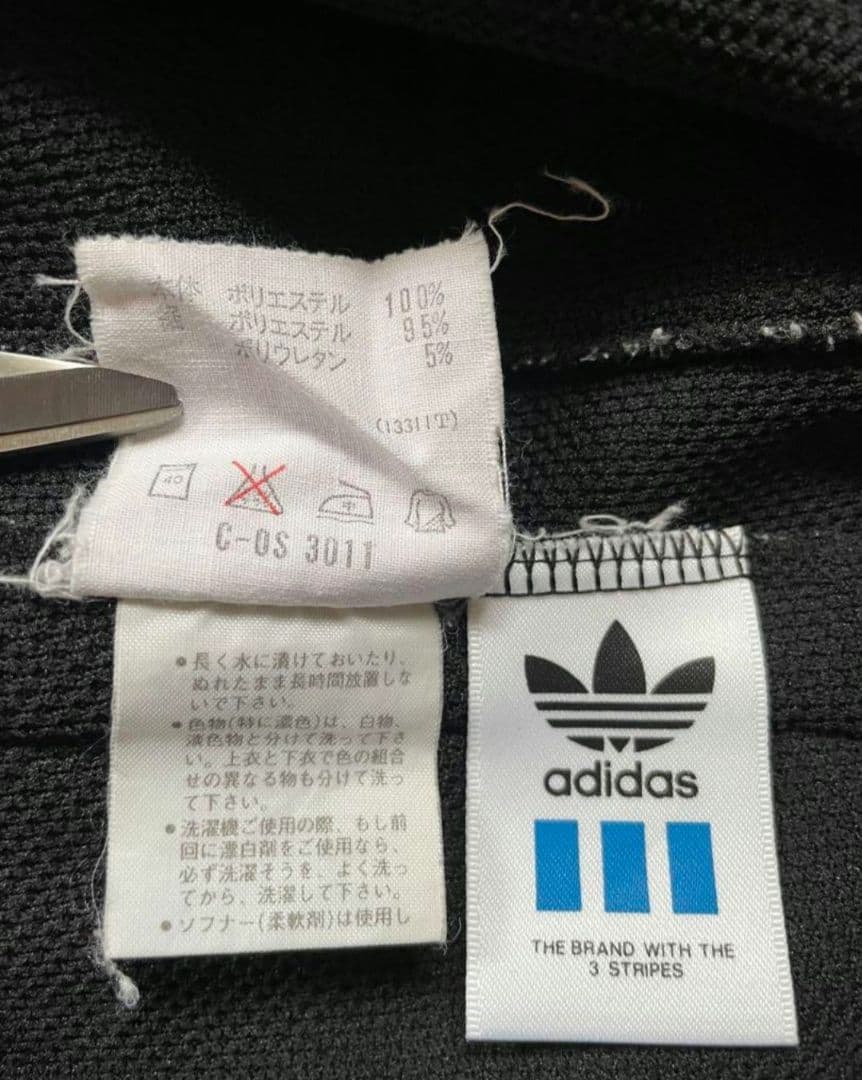 本体 ポリエステル 100%
ポリエステル 95%
ポリウレタン 5%
(13311T)
40
C-OS 3011
●長く水に漬けておいたり、
ぬれたまま長時間放置しな
いで下さい。
●色物(特に濃色)は、白物、
淡色物と分けて洗って下さ
い。上衣と下衣で色の組合
せの異なる物も分けて洗っ
て下さい。
●洗濯機ご使用の際、もし前
回に漂白剤をご使用なら、
必ず洗濯そうを、よく洗っ
てから、洗濯して下さい。
●ソフナー(柔軟剤)は使用し
adidas
THE BRAND WITH THE
3 STRIPES